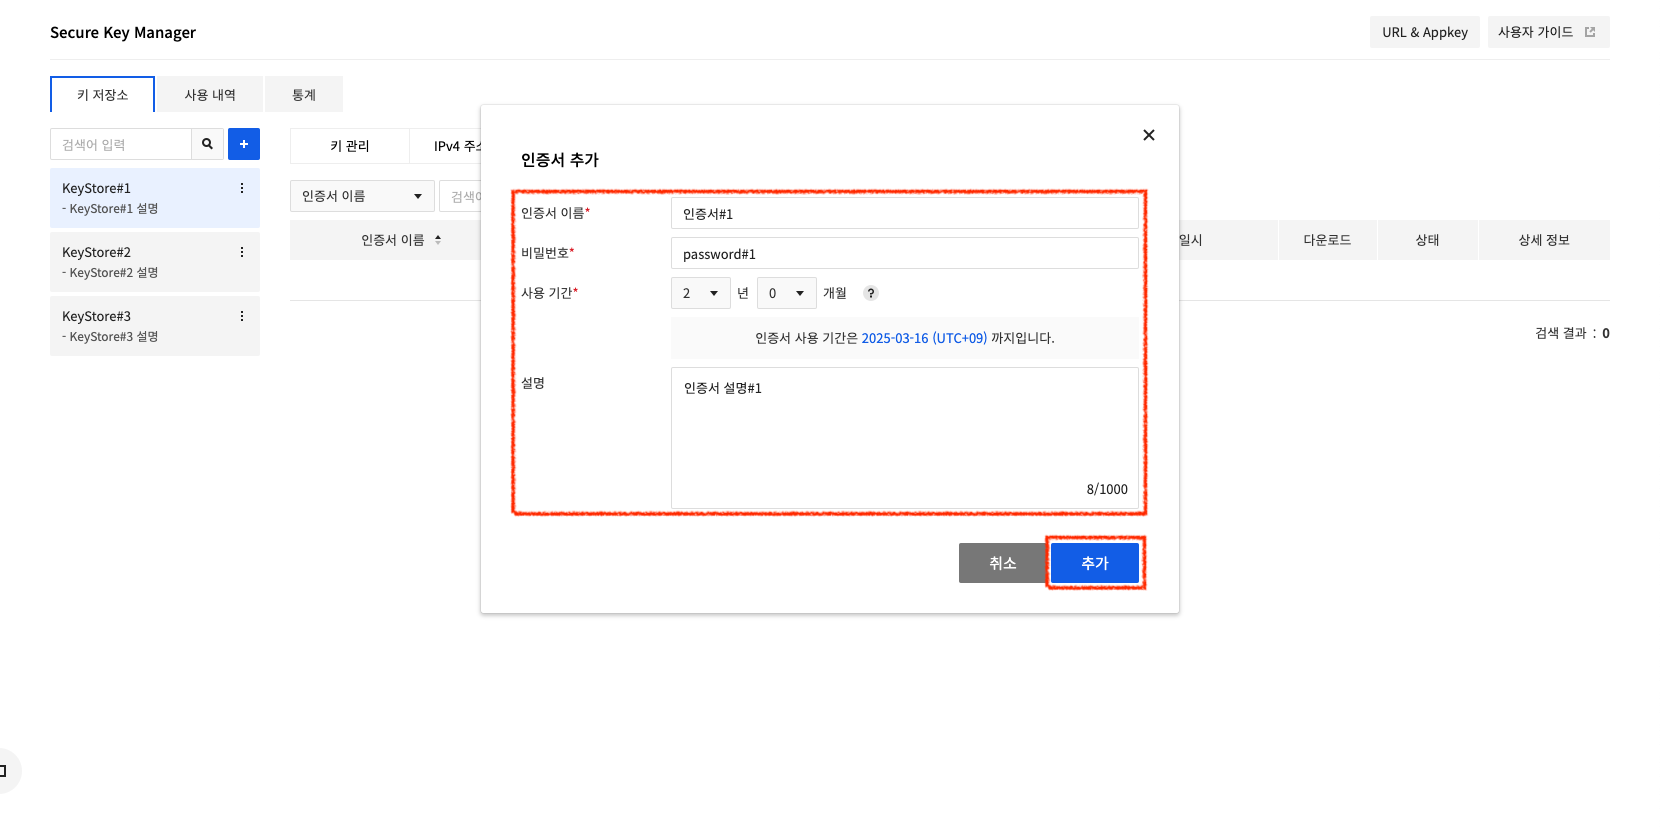 Secure Key Manager
URL & Appkey
사용자 가이드
키 저장소
사용 내역
통계
검색어 입력
+
KeyStore#1
- KeyStore#1 설명
KeyStore#2
- KeyStore#2 설명
KeyStore#3
- KeyStore#3 설명
키 관리
IPv4
인증서 이름
인증서 이름
일시
다운로드
상태
상세 정보
검색 결과 : 0
인증서 추가
인증서 이름*
인증서#1
비밀번호*
password#1
사용 기간*
2 년 0 개월 ?
인증서 사용 기간은 2025-03-16 (UTC+09) 까지입니다.
설명
인증서 설명#1
8/1000
취소
추가